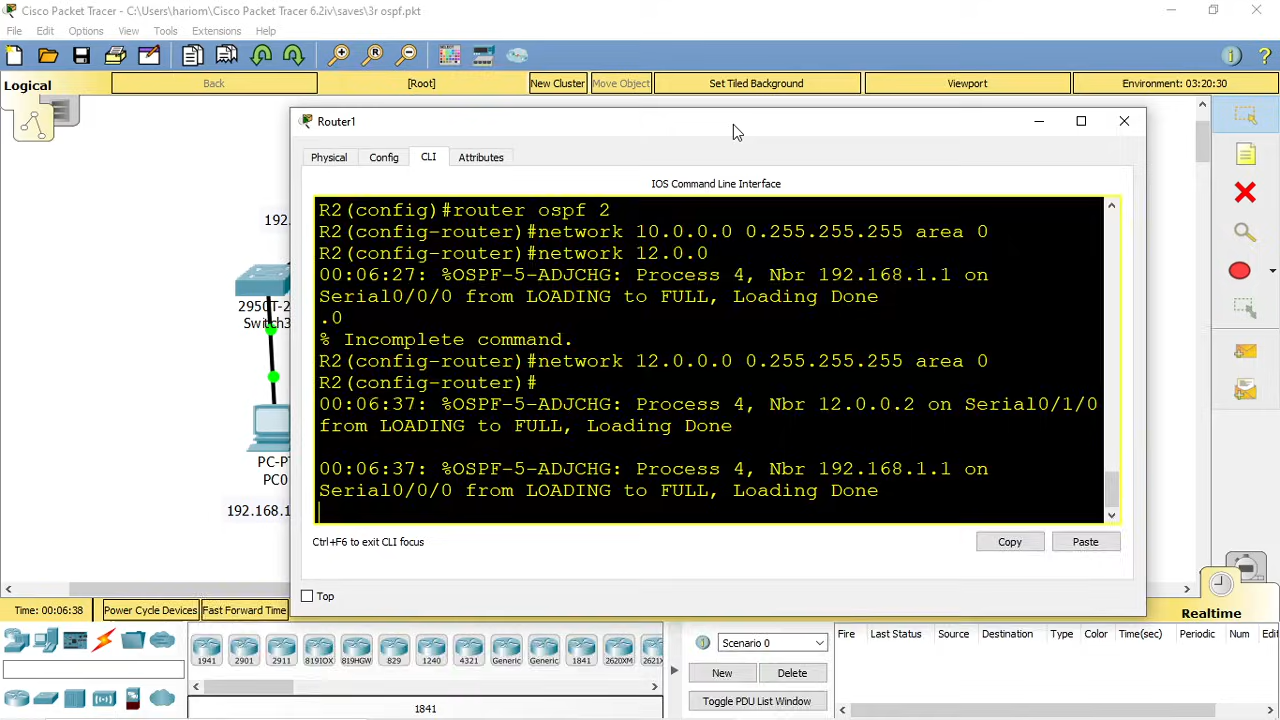 Cisco Packet Tracer - C:\Users\hariom\Cisco Packet Tracer 6.2iv\saves\3r ospf.pkt
File Edit Options View Tools Extensions Help
Logical Back [Root] New Cluster Move Object Set Tiled Background Viewport Environment: 03:20:30
Router1
Physical Config CLI Attributes
IOS Command Line Interface
R2(config)#router ospf 2
R2(config-router)#network 10.0.0.0 0.255.255.255 area 0
R2(config-router)#network 12.0.0.0
00:06:27: %OSPF-5-ADJCHG: Process 4, Nbr 192.168.1.1 on
Serial0/0/0 from LOADING to FULL, Loading Done
.0
% Incomplete command.
R2(config-router)#network 12.0.0.0 0.255.255.255 area 0
R2(config-router)#
00:06:37: %OSPF-5-ADJCHG: Process 4, Nbr 12.0.0.2 on Serial0/1/0
from LOADING to FULL, Loading Done
00:06:37: %OSPF-5-ADJCHG: Process 4, Nbr 192.168.1.1 on
Serial0/0/0 from LOADING to FULL, Loading Done
Ctrl+F6 to exit CLI focus
Copy Paste
Top
192.
2950T-2
Switch3
PC-PT
PC0
192.168.1
Time: 00:06:38 Power Cycle Devices Fast Forward Time Realtime
1941 2901 2911 819IOX 819HGW 829 1240 4321 Generic Generic 1841 2620XM 2621X
1841
Scenario 0
New Delete
Toggle PDU List Window
Fire Last Status Source Destination Type Color Time(sec) Periodic Num Edi